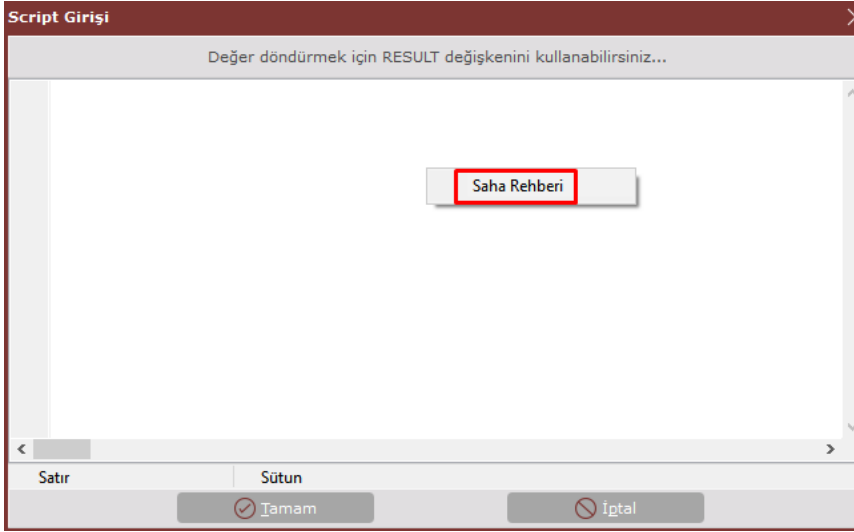 Script Girişi
Değer döndürmek için RESULT değişkenini kullanabilirsiniz...
Saha Rehberi
Satır Sütun
Tamam İptal